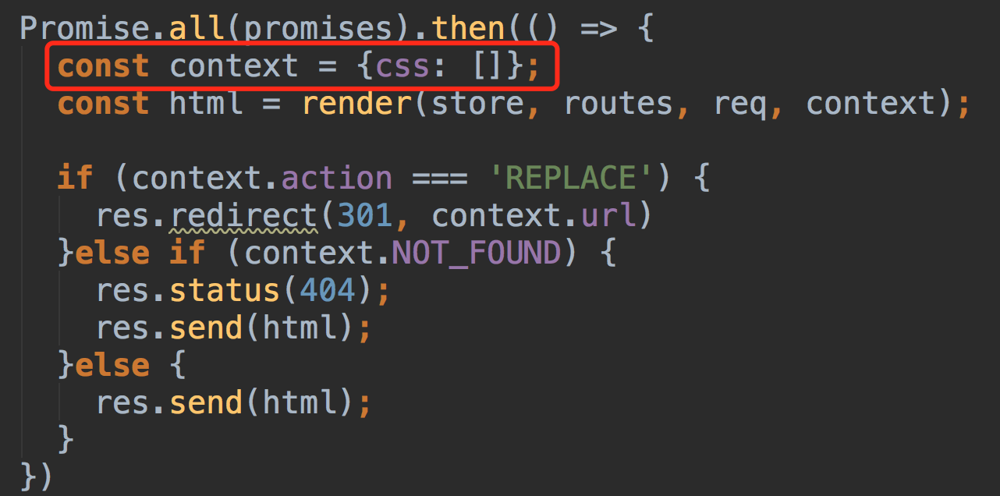 Promise.all(promises).then(() => {
const context = {css: []};
const html = render(store, routes, req, context);
if (context.action === 'REPLACE') {
res.redirect(301, context.url)
}else if (context.NOT_FOUND) {
res.status(404);
res.send(html);
}else {
res.send(html);
}
})